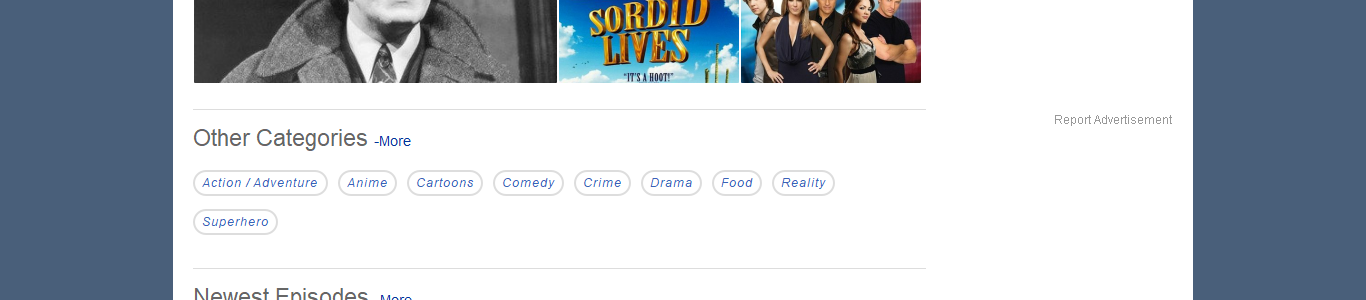 SORDID
LIVES
"IT'S A HOOT!"
Report Advertisement
Other Categories -More
Action / Adventure Anime Cartoons Comedy Crime Drama Food Reality
Superhero
Newest Episodes -More